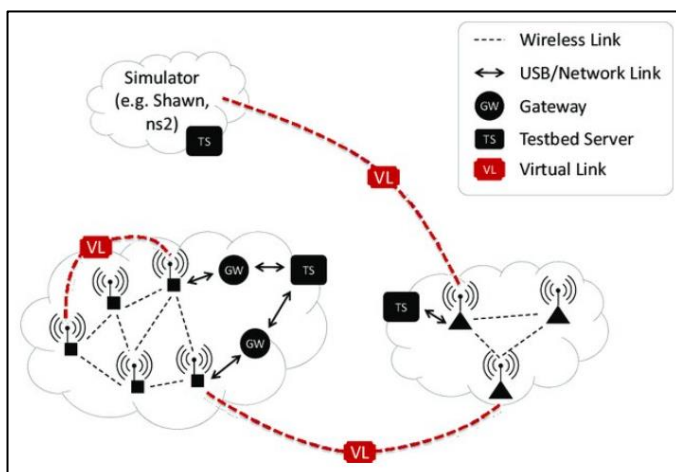 Simulator
(e.g. Shawn,
ns2)
TS
Wireless Link
USB/Network Link
GW Gateway
TS Testbed Server
VL Virtual Link
VL
VL
GW
TS
GW
TS
VL